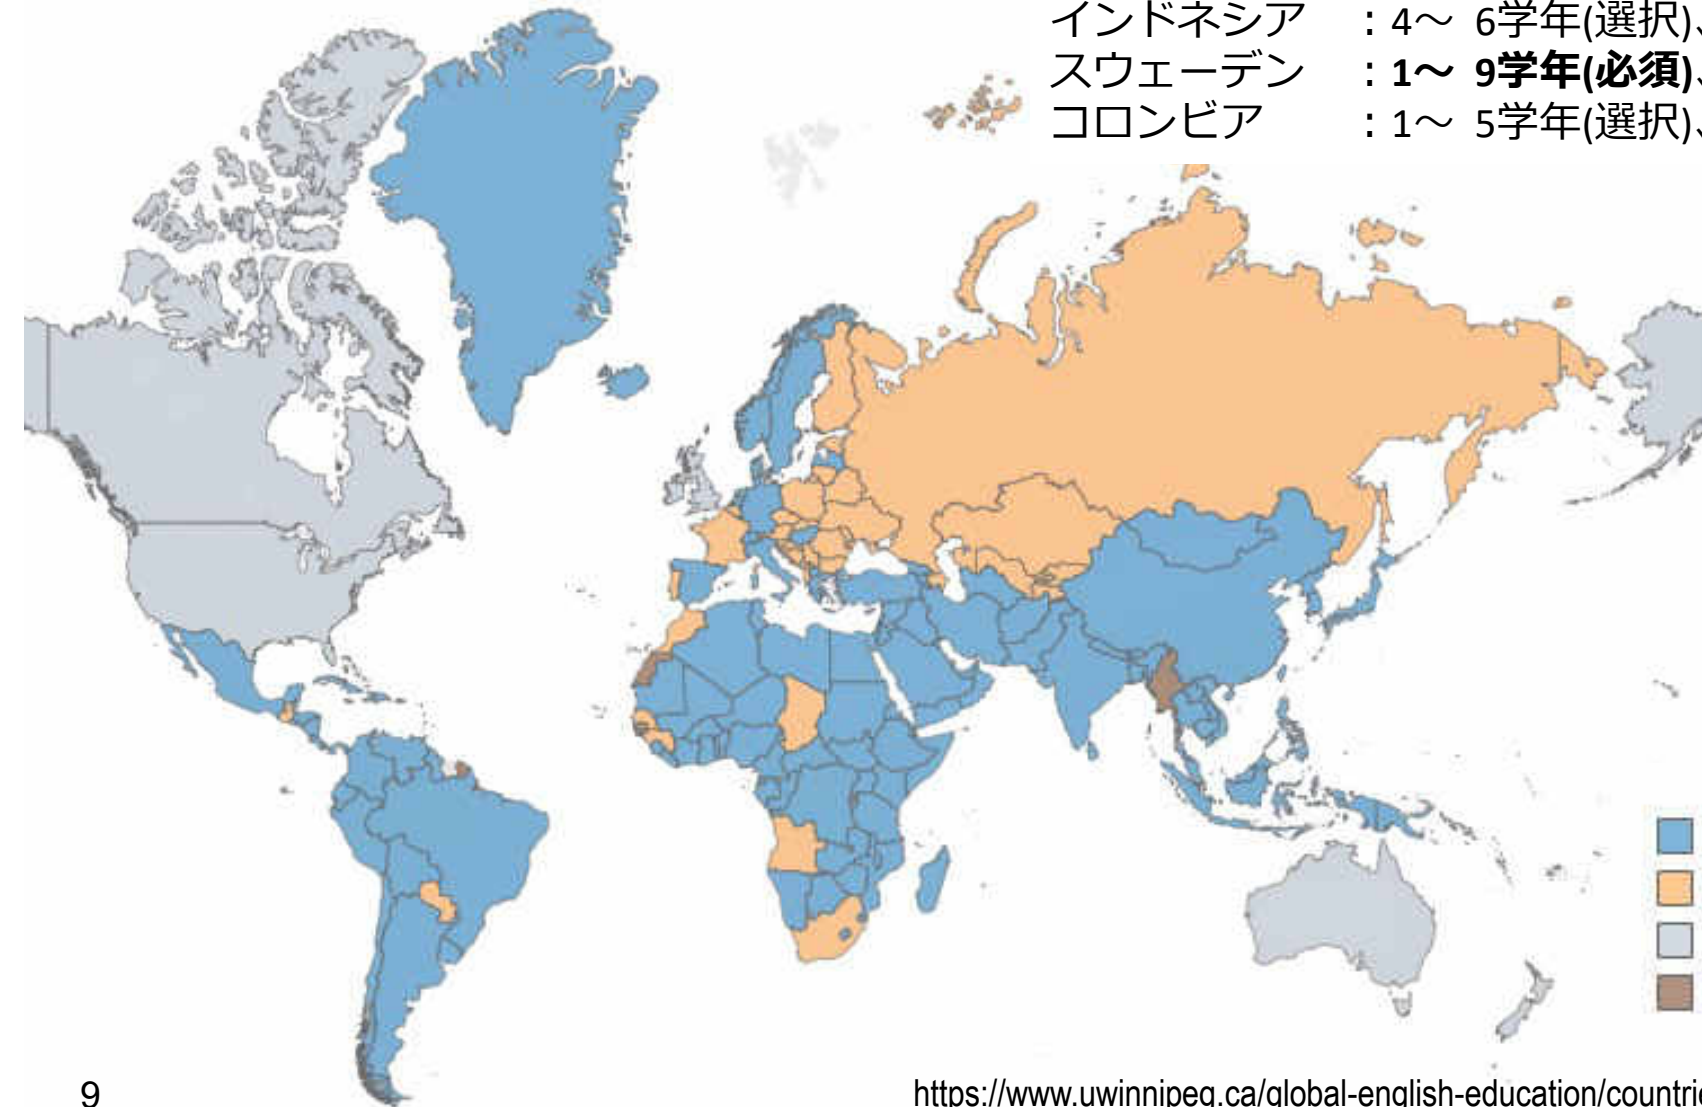 インドネシア :4～ 6学年(選択)、
スウェーデン :1～ 9学年(必須)、
コロンビア :1～ 5学年(選択)、
9
https://www.uwinnipeg.ca/global-english-education/countrie